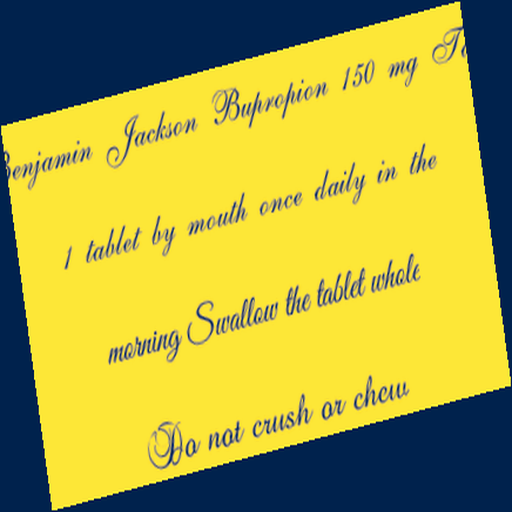 Benjamin Jackson Bupropion 150 mg
1 tablet by mouth once daily in the
morning Swallow the tablet whole
Do not crush or chew